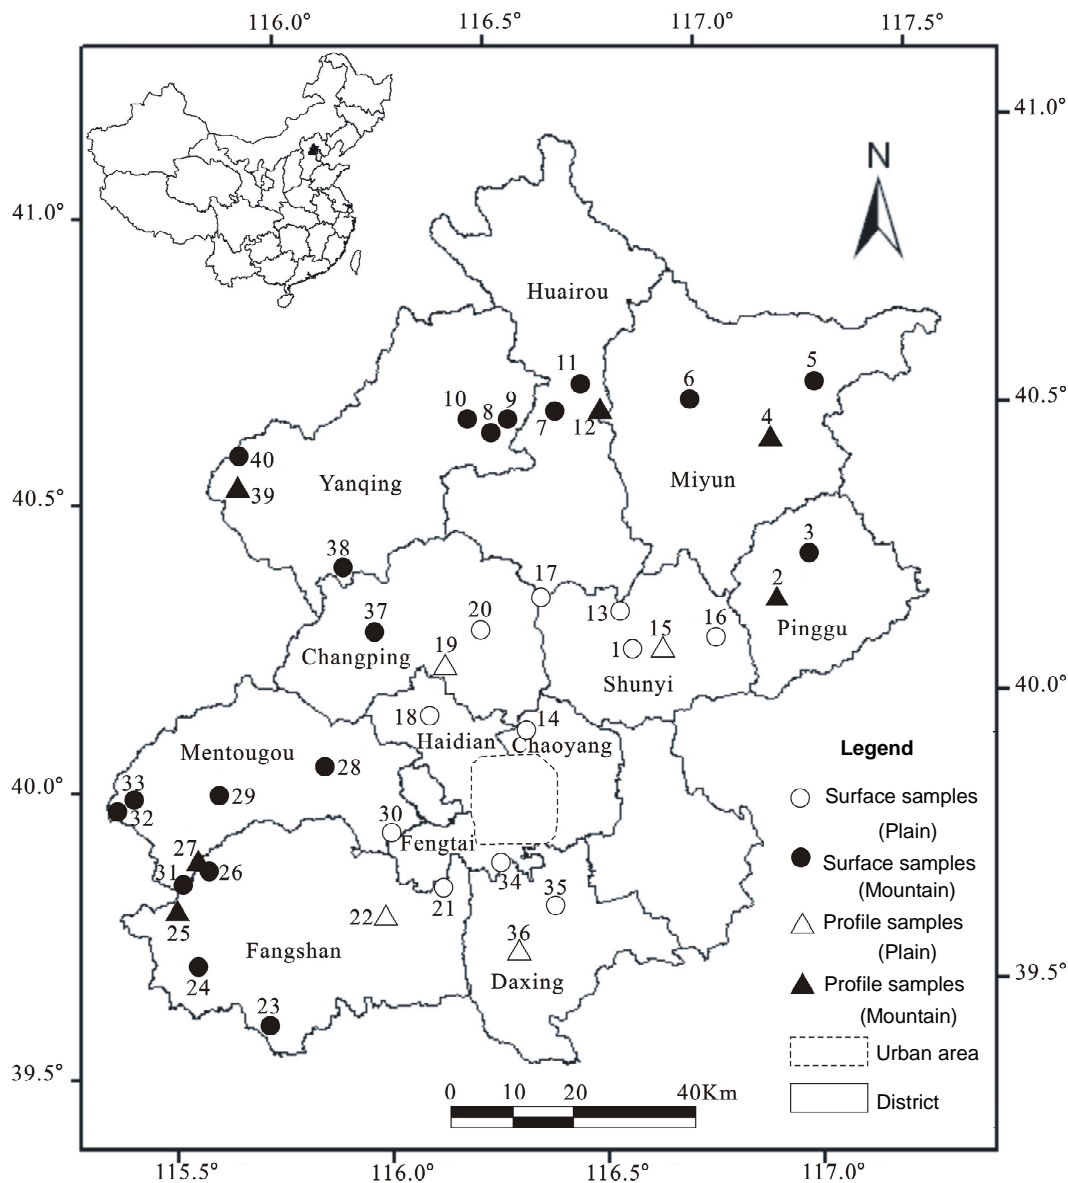 116.0° 116.5° 117.0° 117.5°
41.0°
N
41.0°
Huairou
11
5
6
10 9
8
7
12
4
40.5°
40
Yanqing
39
Miyun
40.5°
38
3
17
2
37
20
13
16
15
19
1
Pinggu
Changping
Shunyi
40.0°
18
14
Haidian Chaoyang
Mentougou
28
33
29
40.0°
32
30
Fengtai
27
26
31
34
35
21
22
25
36
Fangshan
Daxing
24
23
39.5°
39.5°
Legend
Surface samples
(Plain)
Surface samples
(Mountain)
Profile samples
(Plain)
Profile samples
(Mountain)
Urban area
District
0 10 20 40Km
115.5° 116.0° 116.5° 117.0°